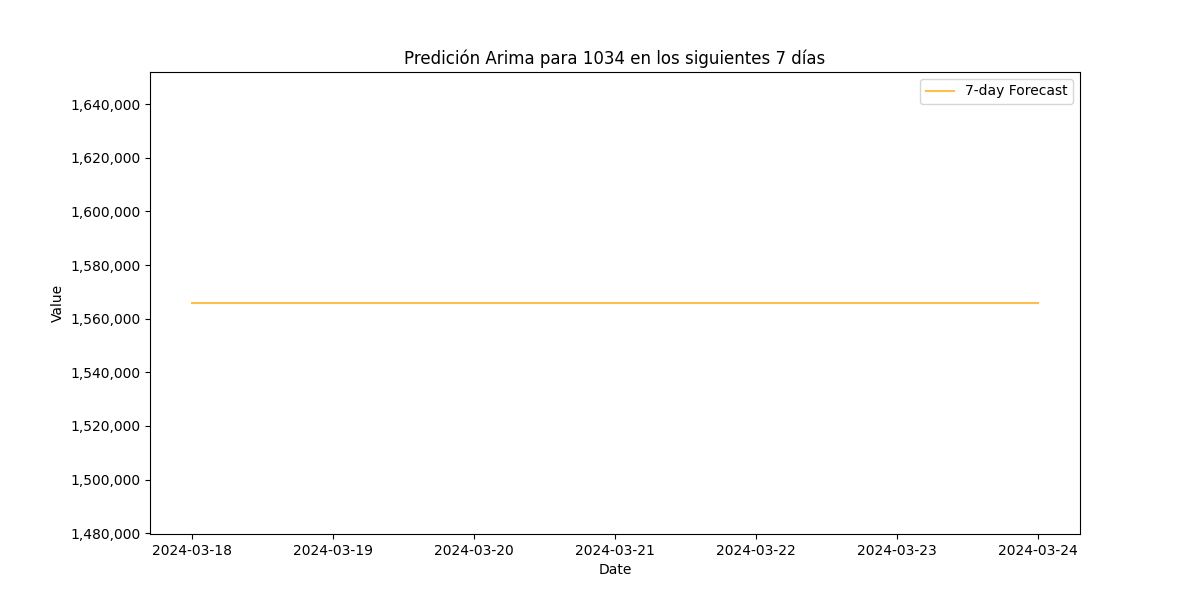 Predición Arima para 1034 en los siguientes 7 días
7-day Forecast
1,640,000
1,620,000
1,600,000
1,580,000
1,560,000
1,540,000
1,520,000
1,500,000
1,480,000
Value
2024-03-18 2024-03-19 2024-03-20 2024-03-21 2024-03-22 2024-03-23 2024-03-24
Date